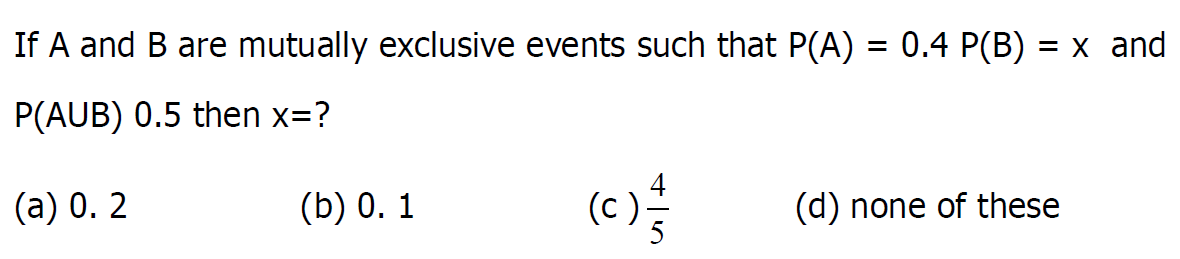 If A and B are mutually exclusive events such that P(A) = 0.4 P(B) = x and
P(AUB) 0.5 then x=?
(a) 0. 2 (b) 0. 1 (c )4/5 (d) none of these